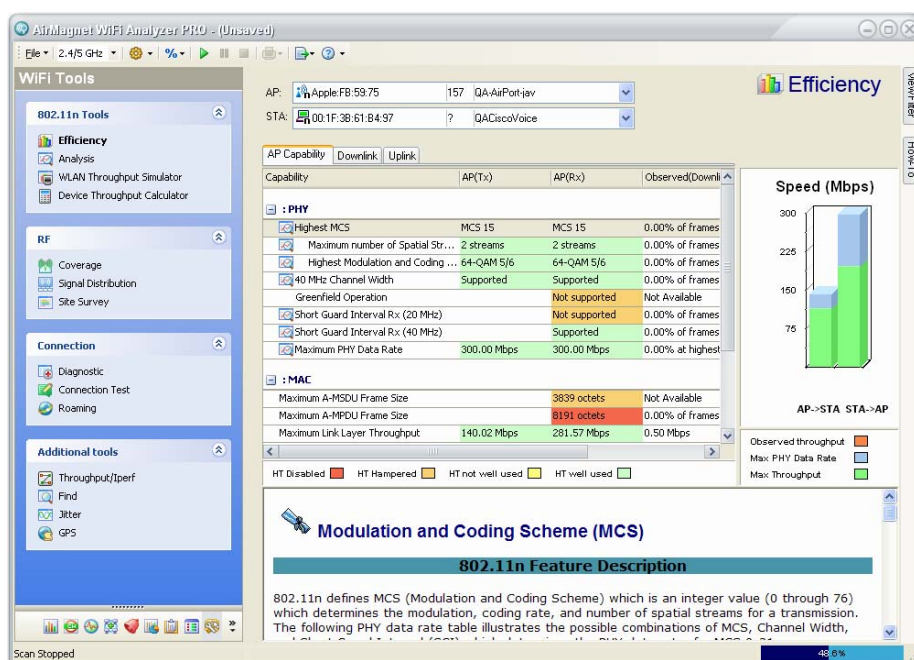 AirMagnet WiFi Analyzer PRO - (Unsaved)
File 2.4/5 GHz %
WiFi Tools
802.11n Tools
Efficiency
Analysis
WLAN Throughput Simulator
Device Throughput Calculator
RF
Coverage
Signal Distribution
Site Survey
Connection
Diagnostic
Connection Test
Roaming
Additional tools
Throughput/Iperf
Find
Jitter
GPS
AP: Apple:FB:59:75 157 QA-AirPort-jav
STA: 00:1F:3B:61:B4:97 ? QACiscoVoice
Efficiency
View Filter
How-To
AP Capability Downlink Uplink
Capability AP(Tx) AP(Rx) Observed(Downli
: PHY
Highest MCS MCS 15 MCS 15 0.00% of frames
Maximum number of Spatial Str... 2 streams 2 streams 0.00% of frames
Highest Modulation and Coding ... 64-QAM 5/6 64-QAM 5/6 0.00% of frames
40 MHz Channel Width Supported Supported 0.00% of frames
Greenfield Operation Not supported Not Available
Short Guard Interval Rx (20 MHz) Not supported 0.00% of frames
Short Guard Interval Rx (40 MHz) Supported 0.00% of frames
Maximum PHY Data Rate 300.00 Mbps 300.00 Mbps 0.00% at highest
: MAC
Maximum A-MSDU Frame Size 3839 octets Not Available
Maximum A-MPDU Frame Size 8191 octets 0.00% of frames
Maximum Link Layer Throughput 140.02 Mbps 281.57 Mbps 0.50 Mbps
HT Disabled HT Hampered HT not well used HT well used
Speed (Mbps)
300
225
150
75
AP->STA STA->AP
Observed throughput
Max PHY Data Rate
Max Throughput
Modulation and Coding Scheme (MCS)
802.11n Feature Description
802.11n defines MCS (Modulation and Coding Scheme) which is an integer value (0 through 76)
which determines the modulation, coding rate, and number of spatial streams for a transmission.
The following PHY data rate table illustrates the possible combinations of MCS, Channel Width,
Scan Stopped
48.6%